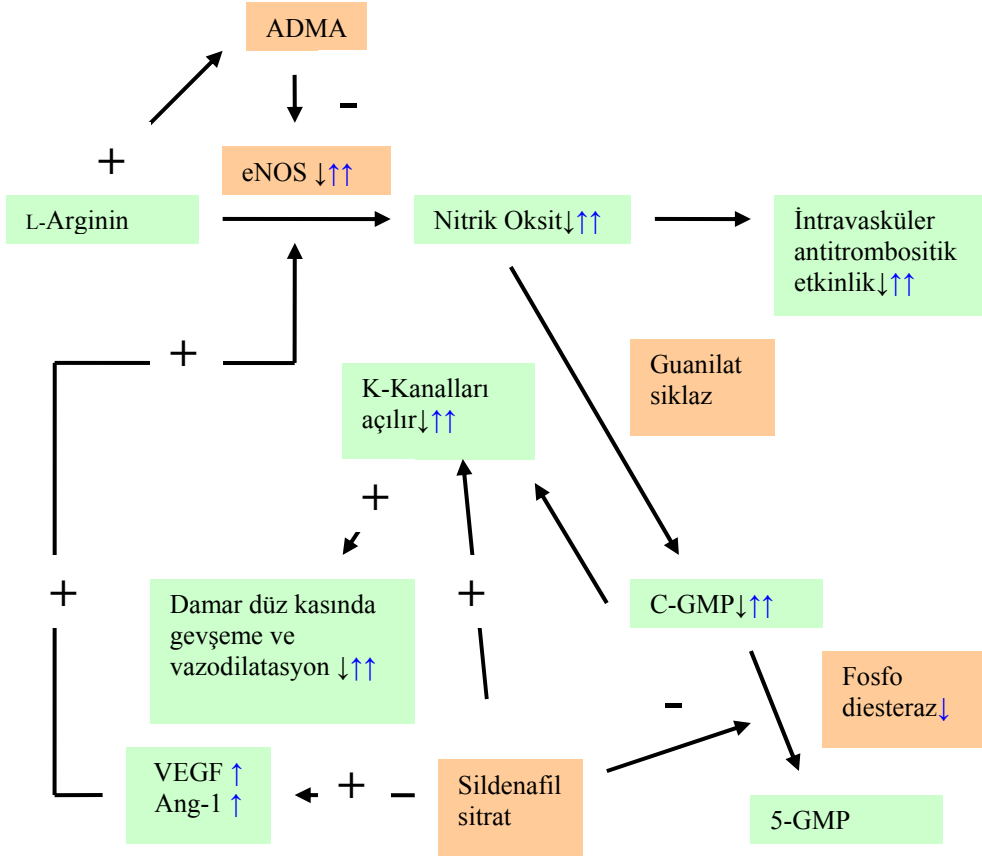 ADMA
–
+
eNOS ↓↑↑
L-Arginin
Nitrik Oksit↓↑↑
İntravasküler
antitrombositik
etkinlik↓↑↑
+
Guanilat
siklaz
K-Kanalları
açılır↓↑↑
+
+
+
Damar düz kasında
gevşeme ve
vazodilatasyon ↓↑↑
C-GMP↓↑↑
Fosfo
diesteraz↓
–
VEGF ↑
Ang-1 ↑
+
Sildenafil
sitrat
5-GMP